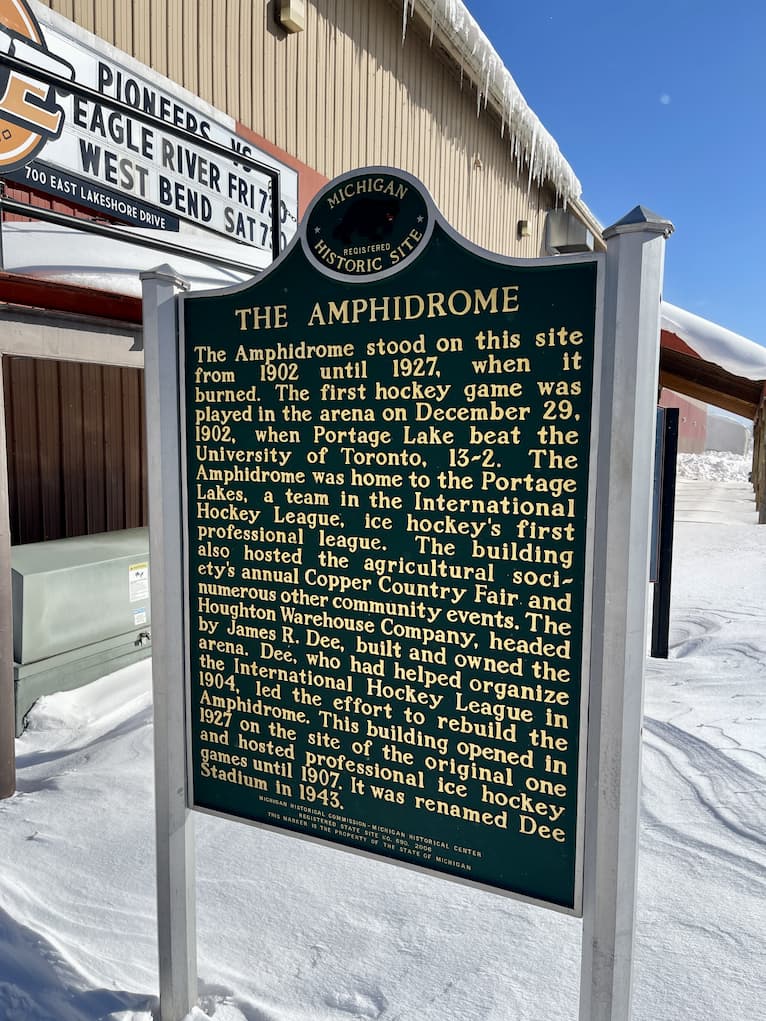 PIONEERS VS
EAGLE RIVER FRI 730
WEST BEND SAT 730
700 EAST LAKESHORE DRIVE
MICHIGAN
REGISTERED
HISTORIC SITE
THE AMPHIDROME
The Amphidrome stood on this site
from 1902 until 1927, when it
burned. The first hockey game was
played in the arena on December 29,
1902, when Portage Lake beat the
University of Toronto, 13-2. The
Amphidrome was home to the Portage
Lakes, a team in the International
Hockey League, ice hockey's first
professional league. The building
also hosted the agricultural soci-
ety's annual Copper Country Fair and
numerous other community events. The
Houghton Warehouse Company, headed
by James R. Dee, built and owned the
arena. Dee, who had helped organize
the International Hockey League in
1904, led the effort to rebuild the
Amphidrome. This building opened in
1927 on the site of the original one
and hosted professional ice hockey
games until 1907. It was renamed Dee
Stadium in 1943.
MICHIGAN HISTORICAL COMMISSION-MICHIGAN HISTORICAL CENTER
REGISTERED STATE SITE NO. 690, 2006
THIS MARKER IS THE PROPERTY OF THE STATE OF MICHIGAN